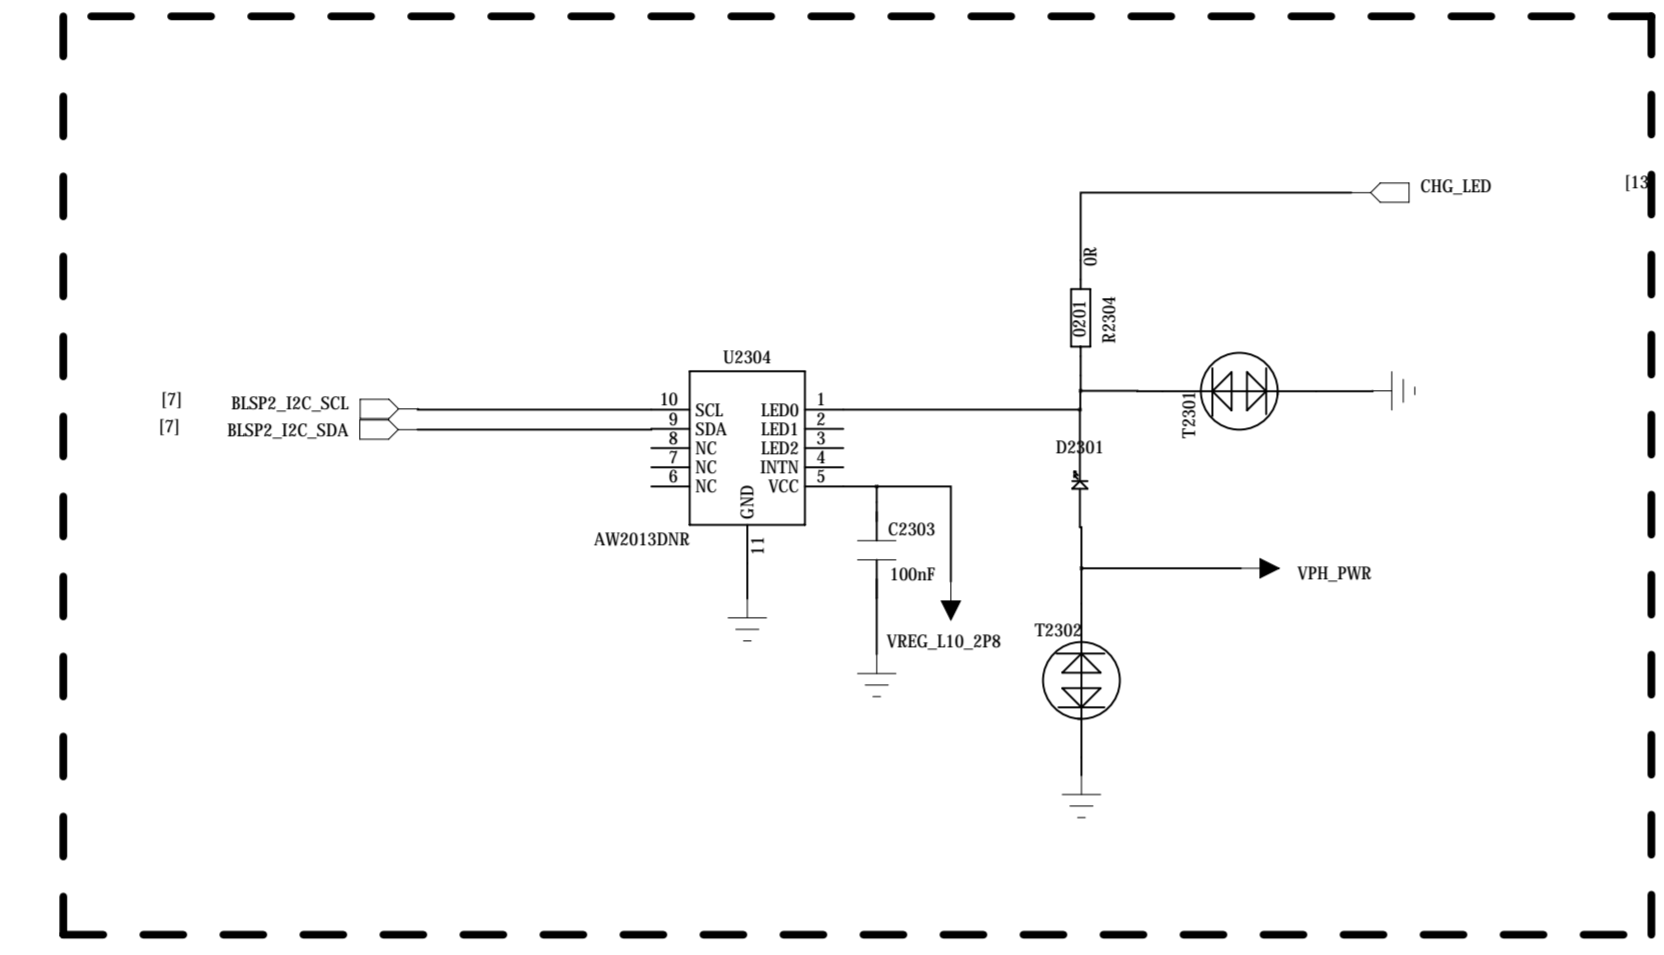 CHG_LED
[13
0R
0201
R2304
U2304
[7] BLSP2_I2C_SCL
[7] BLSP2_I2C_SDA
10 SCL LED0 1
9 SDA LED1 2
8 NC LED2 3
7 NC INTN 4
6 NC VCC 5
GND
11
AW2013DNR
T2301
D2301
C2303
100nF
VPH_PWR
T2302
VREG_L10_2P8